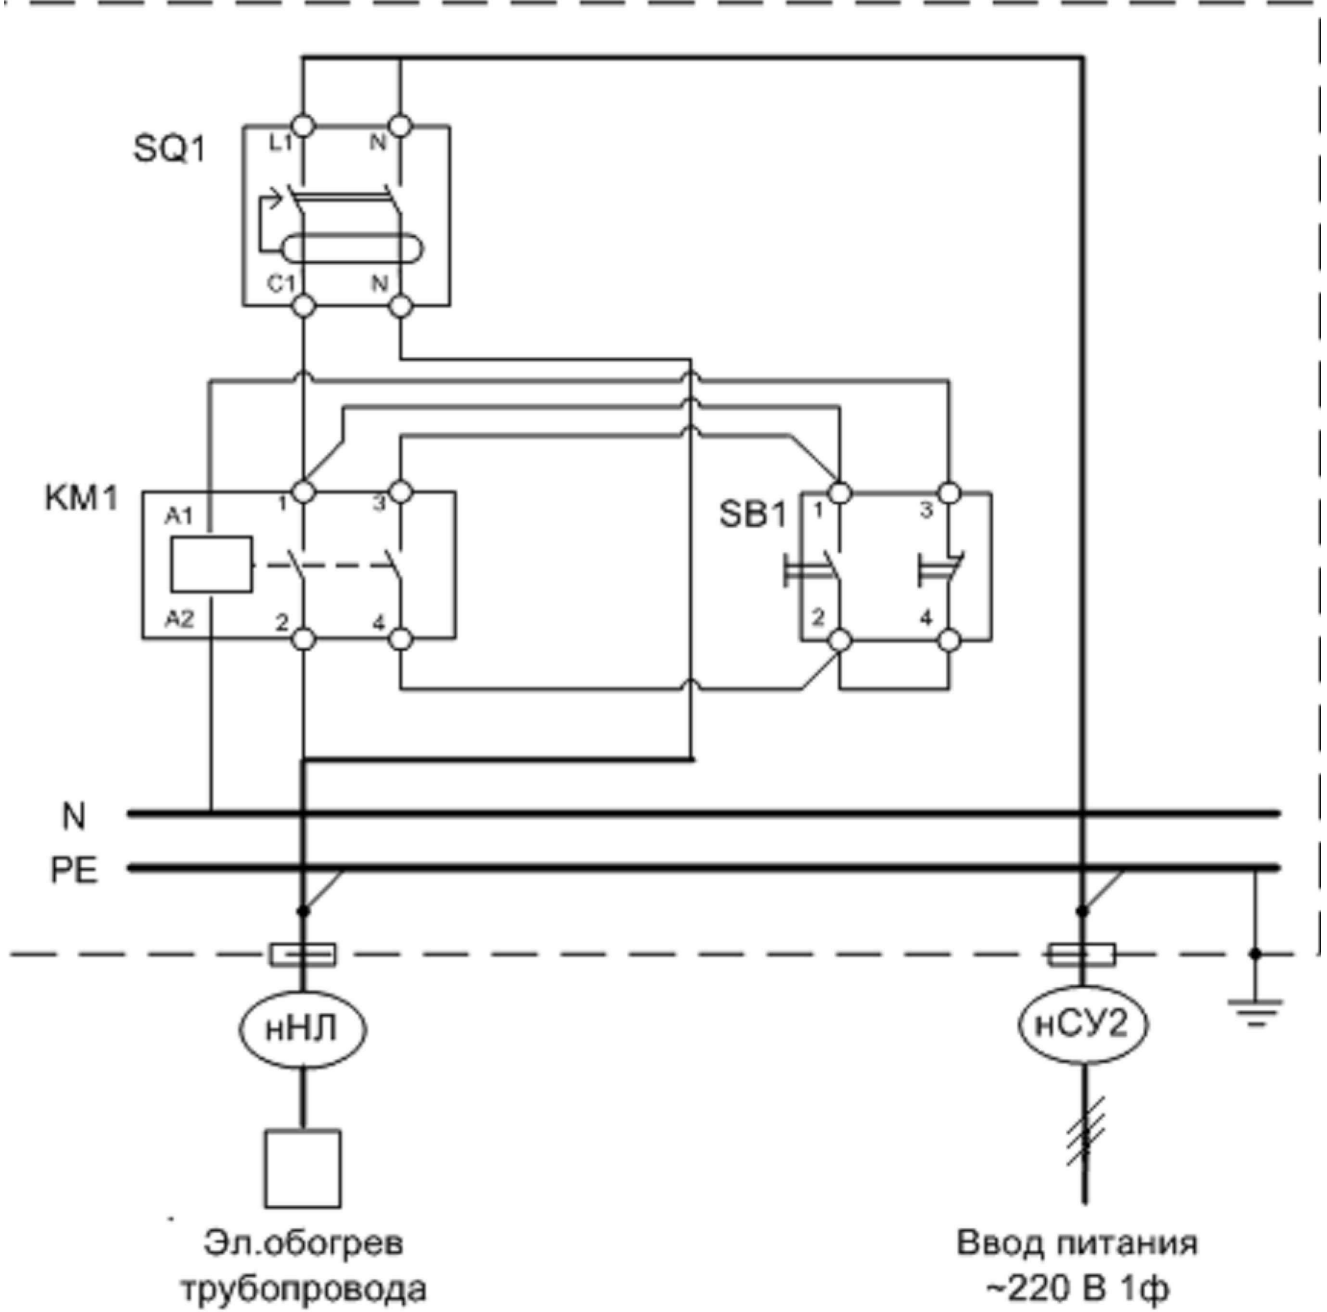 SQ1
L1 N
C1 N
KM1
A1 1 3
A2 2 4
SB1
1 3
2 4
N
PE
нНЛ
нСУ2
Эл.обогрев
трубопровода
Ввод питания
~220 В 1ф